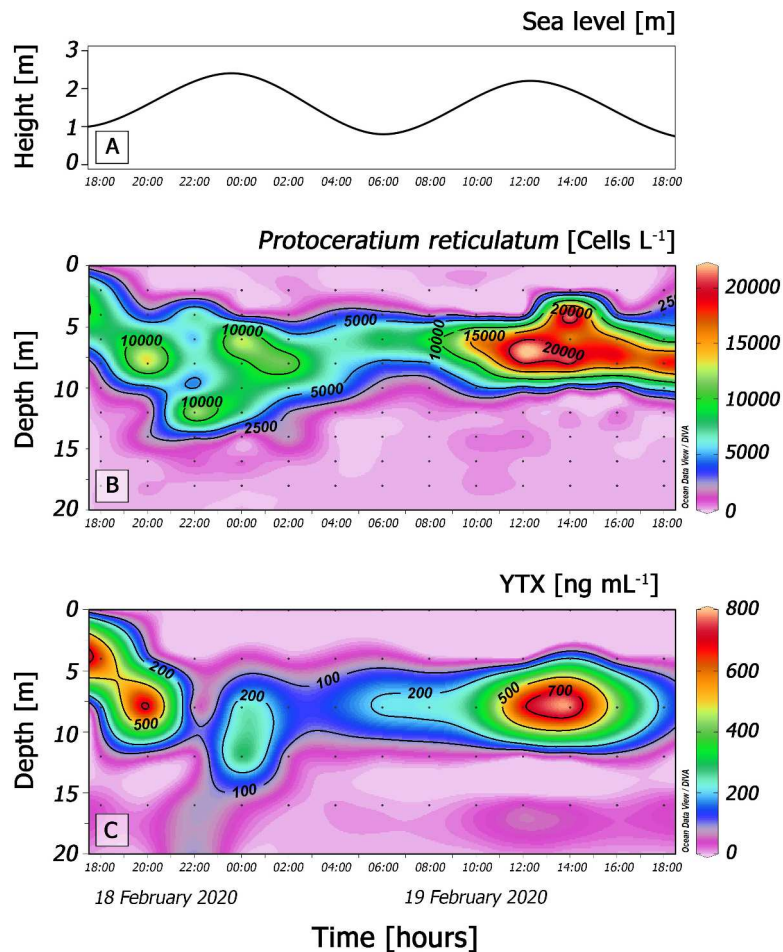 Sea level [m]
Height [m]
3
2
1
0
A
18:00 20:00 22:00 00:00 02:00 04:00 06:00 08:00 10:00 12:00 14:00 16:00 18:00
Protoceratium reticulatum [Cells L⁻¹]
Depth [m]
0
5
10
15
20
B
10000
10000
10000
2500
5000
5000
10000
15000
20000
20000
250
20000
15000
10000
5000
0
Ocean Data View / DIVA
18:00 20:00 22:00 00:00 02:00 04:00 06:00 08:00 10:00 12:00 14:00 16:00 18:00
YTX [ng mL⁻¹]
Depth [m]
0
5
10
15
20
C
200
500
200
100
100
200
500
700
800
600
400
200
0
Ocean Data View / DIVA
18:00 20:00 22:00 00:00 02:00 04:00 06:00 08:00 10:00 12:00 14:00 16:00 18:00
18 February 2020 19 February 2020
Time [hours]